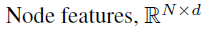 Node features, ℝ^{N×d}